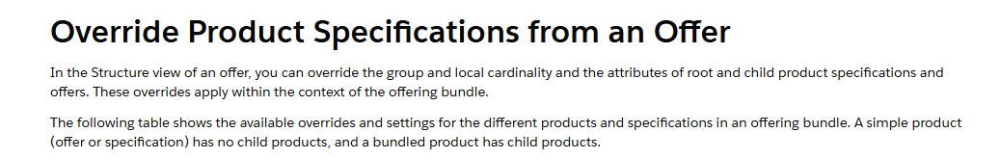 Override Product Specifications from an Offer
In the Structure view of an offer, you can override the group and local cardinality and the attributes of root and child product specifications and
offers. These overrides apply within the context of the offering bundle.
The following table shows the available overrides and settings for the different products and specifications in an offering bundle. A simple product
(offer or specification) has no child products, and a bundled product has child products.